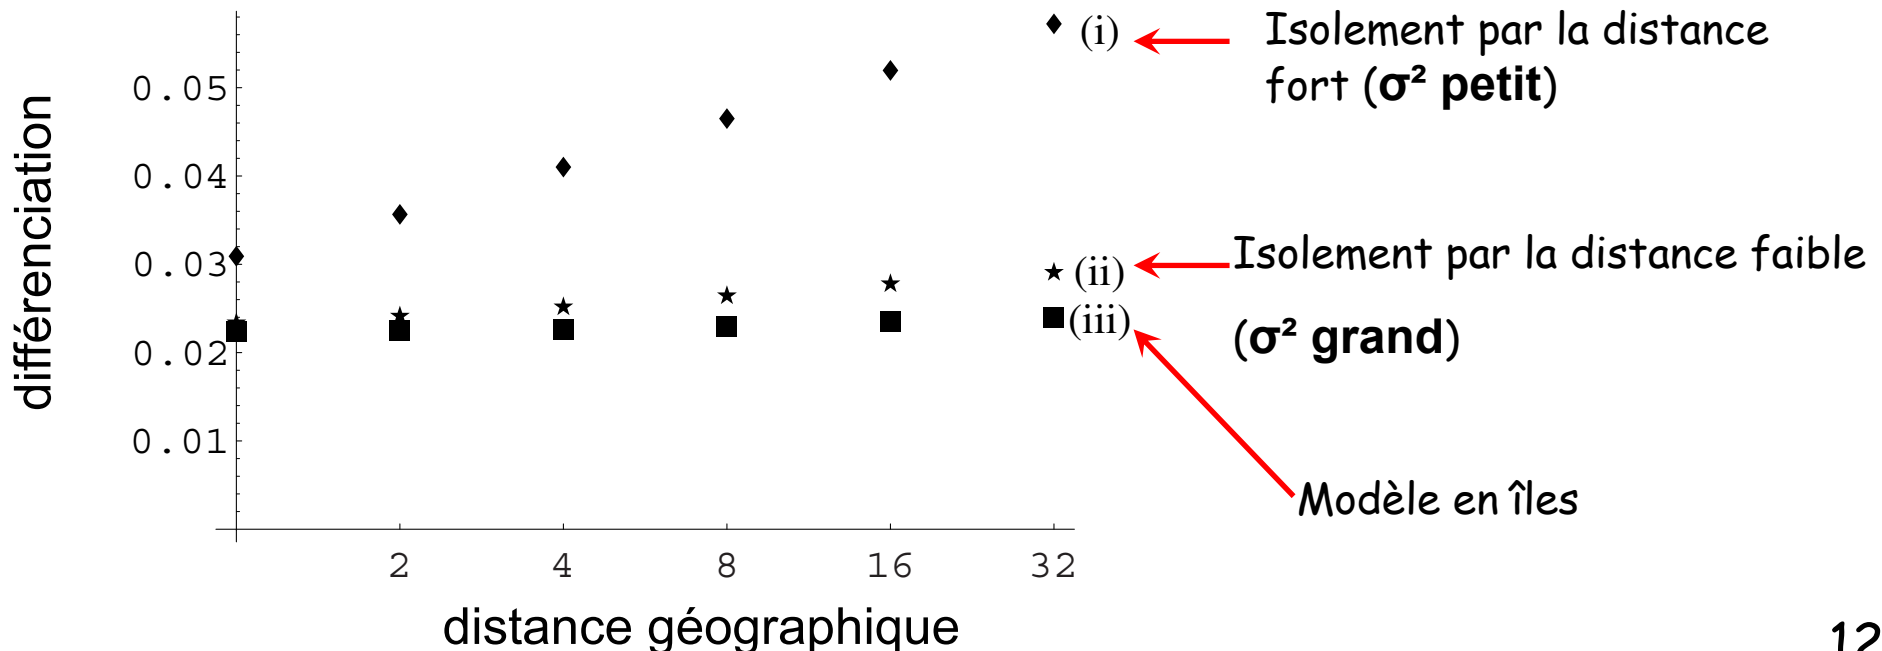 différenciation
0.05
0.04
0.03
0.02
0.01
2 4 8 16 32
distance géographique
(i)
Isolement par la distance
fort (σ² petit)
(ii)
Isolement par la distance faible
(σ² grand)
(iii)
Modèle en îles
12